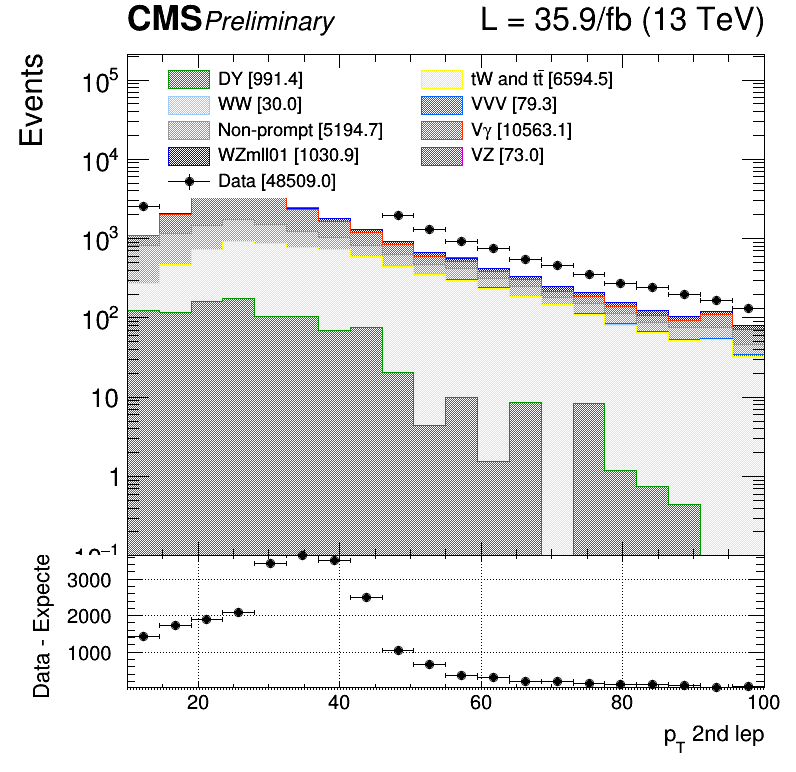 CMS Preliminary L = 35.9/fb (13 TeV)
Events
10⁵
10⁴
10³
10²
10
1
10⁻¹
DY [991.4]
tW and tt̄ [6594.5]
WW [30.0]
VVV [79.3]
Non-prompt [5194.7]
Vγ [10563.1]
WZmll01 [1030.9]
VZ [73.0]
Data [48509.0]
Data - Expecte
3000
2000
1000
20 40 60 80 100
p_T 2nd lep